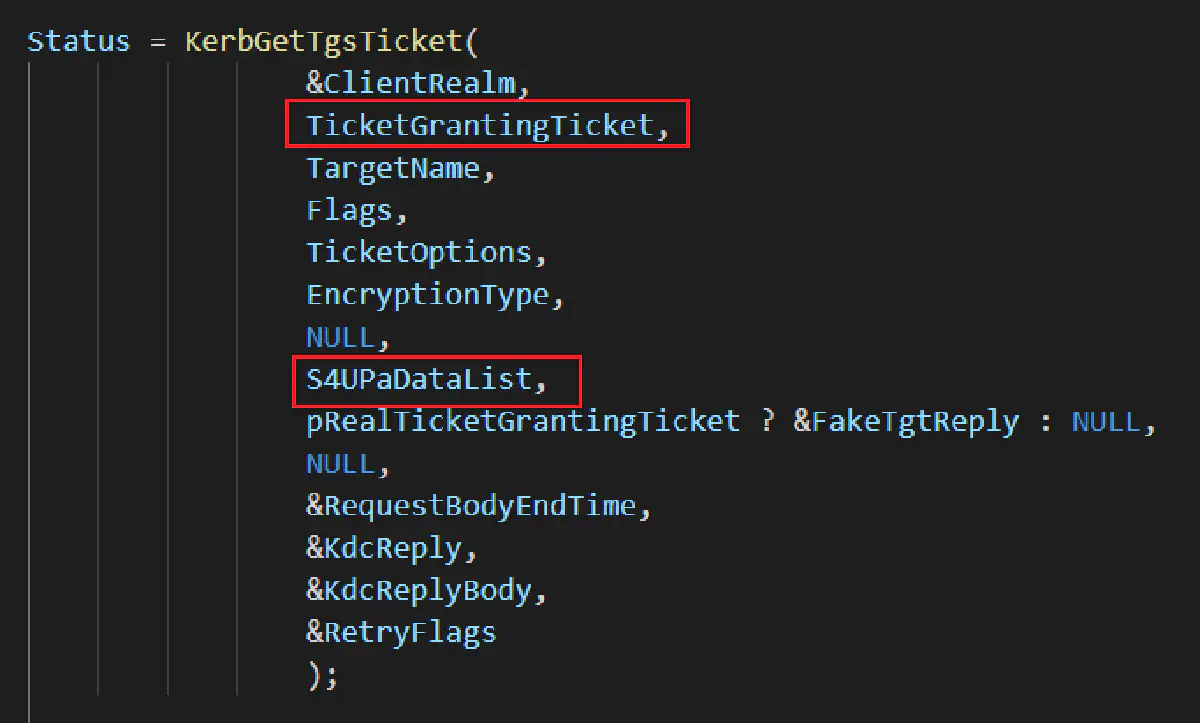 Status = KerbGetTgsTicket(
&ClientRealm,
TicketGrantingTicket,
TargetName,
Flags,
TicketOptions,
EncryptionType,
NULL,
S4UPaDataList,
pRealTicketGrantingTicket ? &FakeTgtReply : NULL,
NULL,
&RequestBodyEndTime,
&KdcReply,
&KdcReplyBody,
&RetryFlags
);